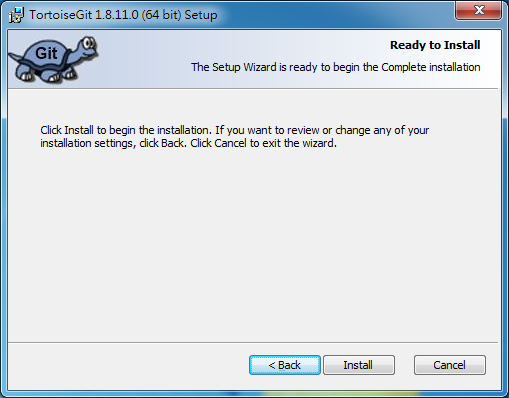 TortoiseGit 1.8.11.0 (64 bit) Setup
Git
Ready to Install
The Setup Wizard is ready to begin the Complete installation
Click Install to begin the installation. If you want to review or change any of your
installation settings, click Back. Click Cancel to exit the wizard.
< Back
Install
Cancel